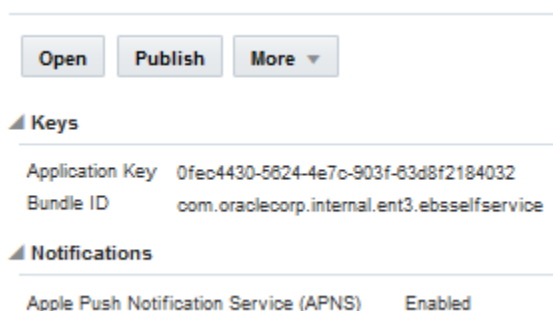 Open Publish More
Keys
Application Key 0fec4430-5624-4e7c-903f-63d8f2184032
Bundle ID com.oraclecorp.internal.ent3.ebsselfservice
Notifications
Apple Push Notification Service (APNS) Enabled